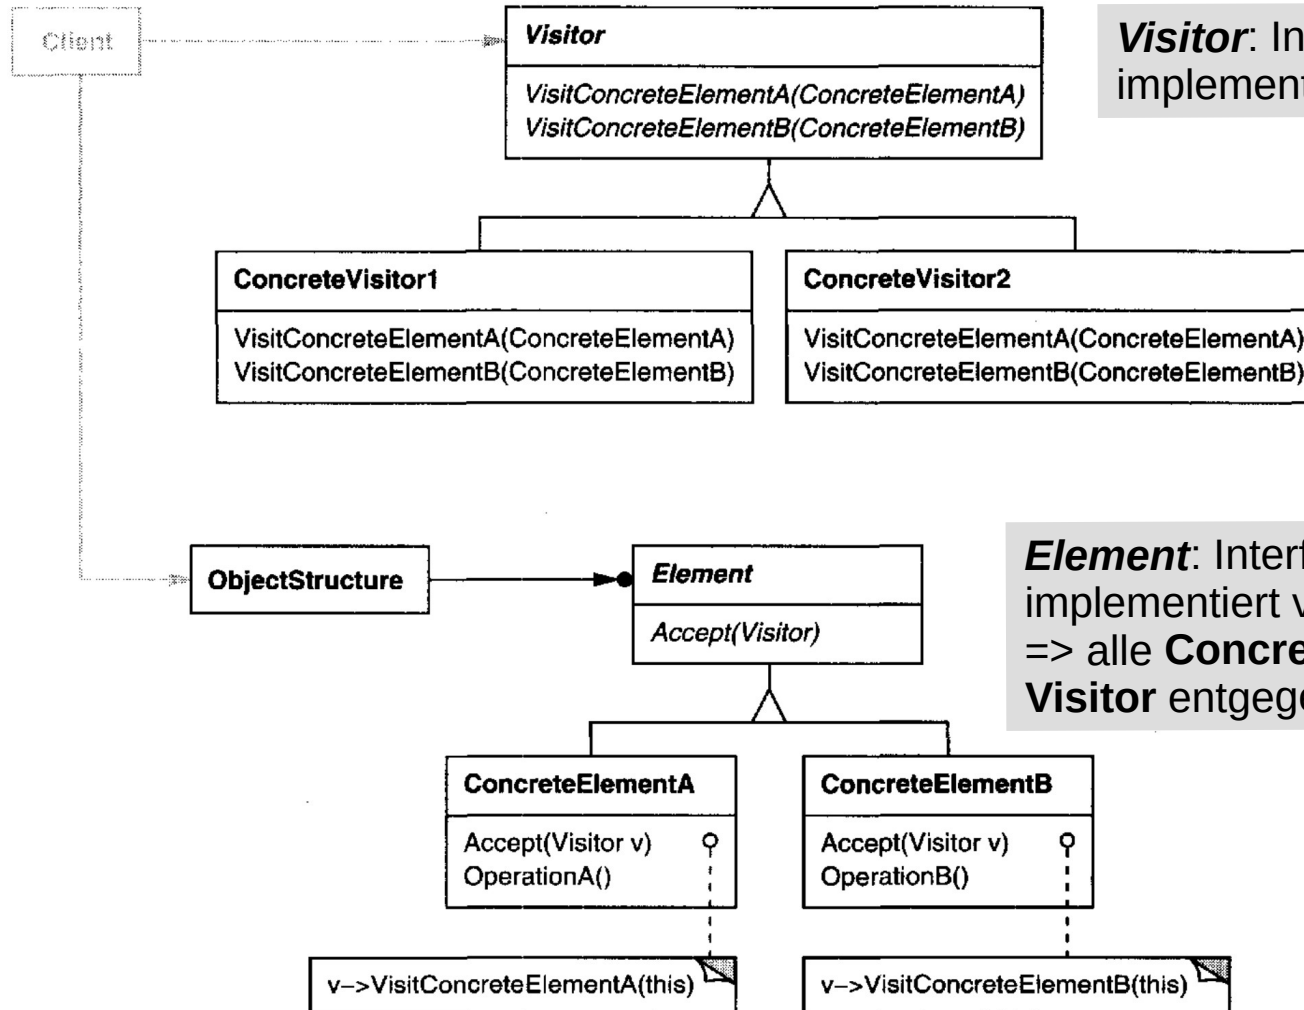 Client
Visitor
VisitConcreteElementA(ConcreteElementA)
VisitConcreteElementB(ConcreteElementB)
Visitor: In
implement
ConcreteVisitor1
VisitConcreteElementA(ConcreteElementA)
VisitConcreteElementB(ConcreteElementB)
ConcreteVisitor2
VisitConcreteElementA(ConcreteElementA)
VisitConcreteElementB(ConcreteElementB)
ObjectStructure
Element
Accept(Visitor)
Element: Interf
implementiert v
=> alle Concre
Visitor entgege
ConcreteElementA
Accept(Visitor v)
OperationA()
ConcreteElementB
Accept(Visitor v)
OperationB()
v->VisitConcreteElementA(this)
v->VisitConcreteElementB(this)